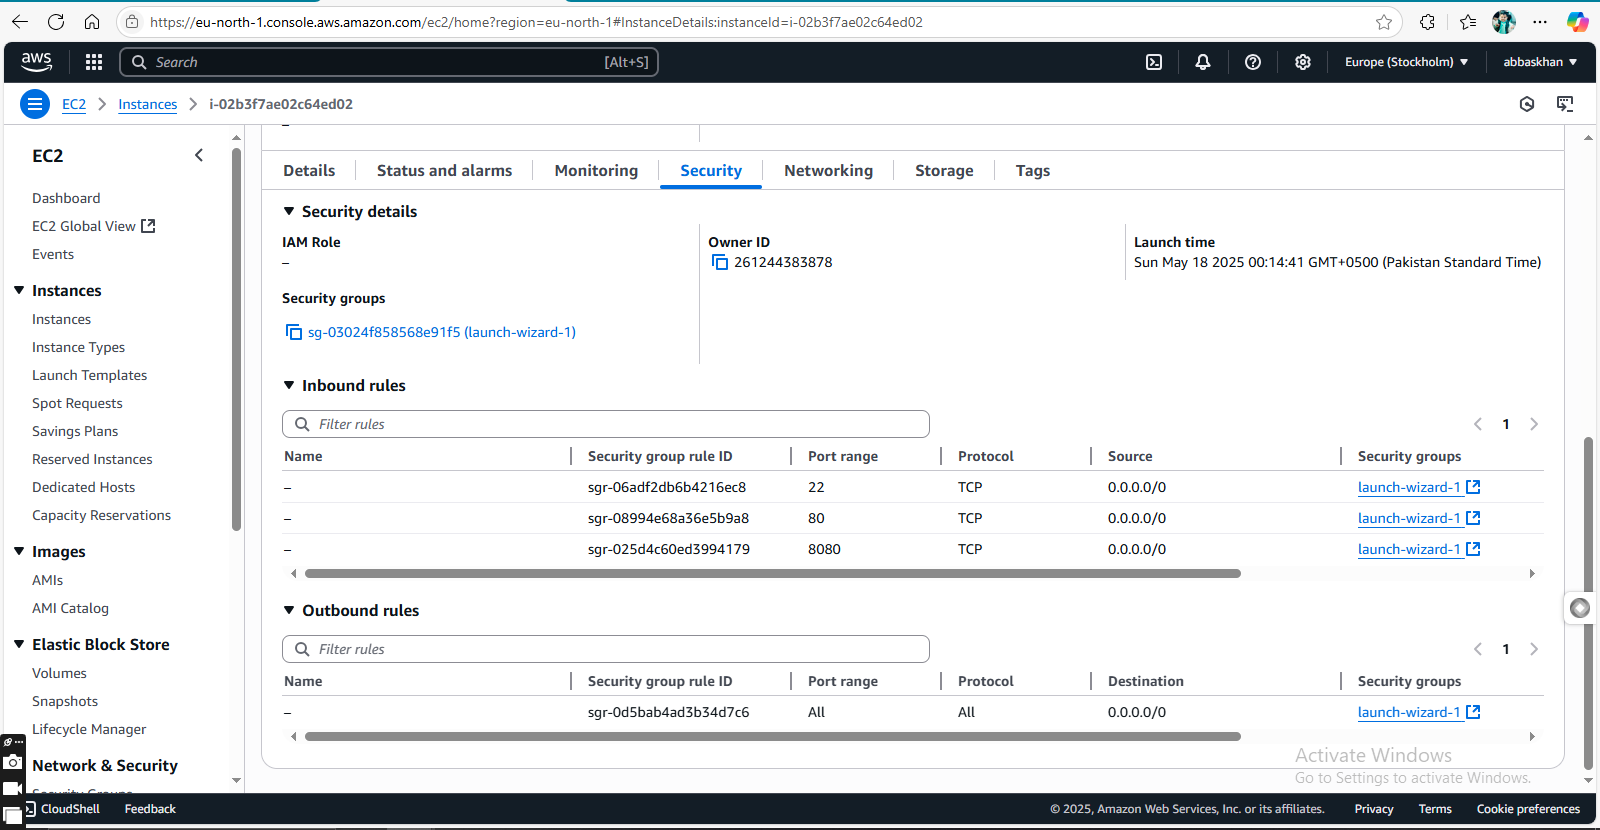 https://eu-north-1.console.aws.amazon.com/ec2/home?region=eu-north-1#InstanceDetails:instanceId=i-02b3f7ae02c64ed02
aws
Search [Alt+S]
Europe (Stockholm)
abbaskhan
EC2 > Instances > i-02b3f7ae02c64ed02
EC2
Dashboard
EC2 Global View
Events
Instances
Instances
Instance Types
Launch Templates
Spot Requests
Savings Plans
Reserved Instances
Dedicated Hosts
Capacity Reservations
Images
AMIs
AMI Catalog
Elastic Block Store
Volumes
Snapshots
Lifecycle Manager
Network & Security
Security Groups
–
Details Status and alarms Monitoring Security Networking Storage Tags
Security details
IAM Role
–
Owner ID
261244383878
Launch time
Sun May 18 2025 00:14:41 GMT+0500 (Pakistan Standard Time)
Security groups
sg-03024f858568e91f5 (launch-wizard-1)
Inbound rules
Filter rules
1
Name Security group rule ID Port range Protocol Source Security groups
– sgr-06adf2db6b4216ec8 22 TCP 0.0.0.0/0 launch-wizard-1
– sgr-08994e68a36e5b9a8 80 TCP 0.0.0.0/0 launch-wizard-1
– sgr-025d4c60ed3994179 8080 TCP 0.0.0.0/0 launch-wizard-1
Outbound rules
Filter rules
1
Name Security group rule ID Port range Protocol Destination Security groups
– sgr-0d5bab4ad3b34d7c6 All All 0.0.0.0/0 launch-wizard-1
Activate Windows
Go to Settings to activate Windows.
CloudShell Feedback
© 2025, Amazon Web Services, Inc. or its affiliates. Privacy Terms Cookie preferences